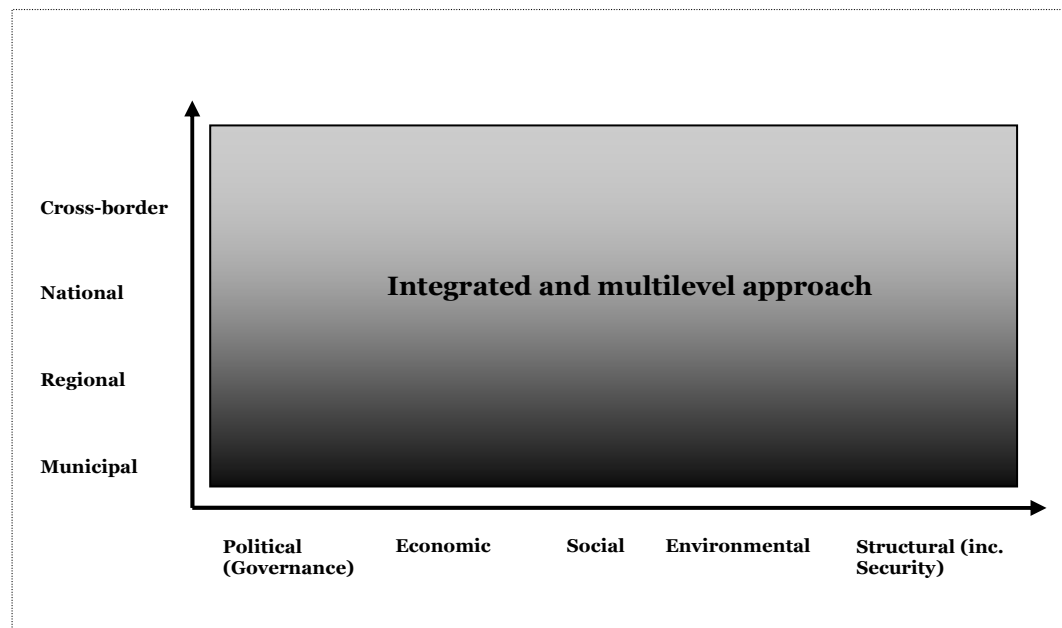 Cross-border
Integrated and multilevel approach
National
Regional
Municipal
Political
(Governance)
Economic
Social
Environmental
Structural (inc.
Security)